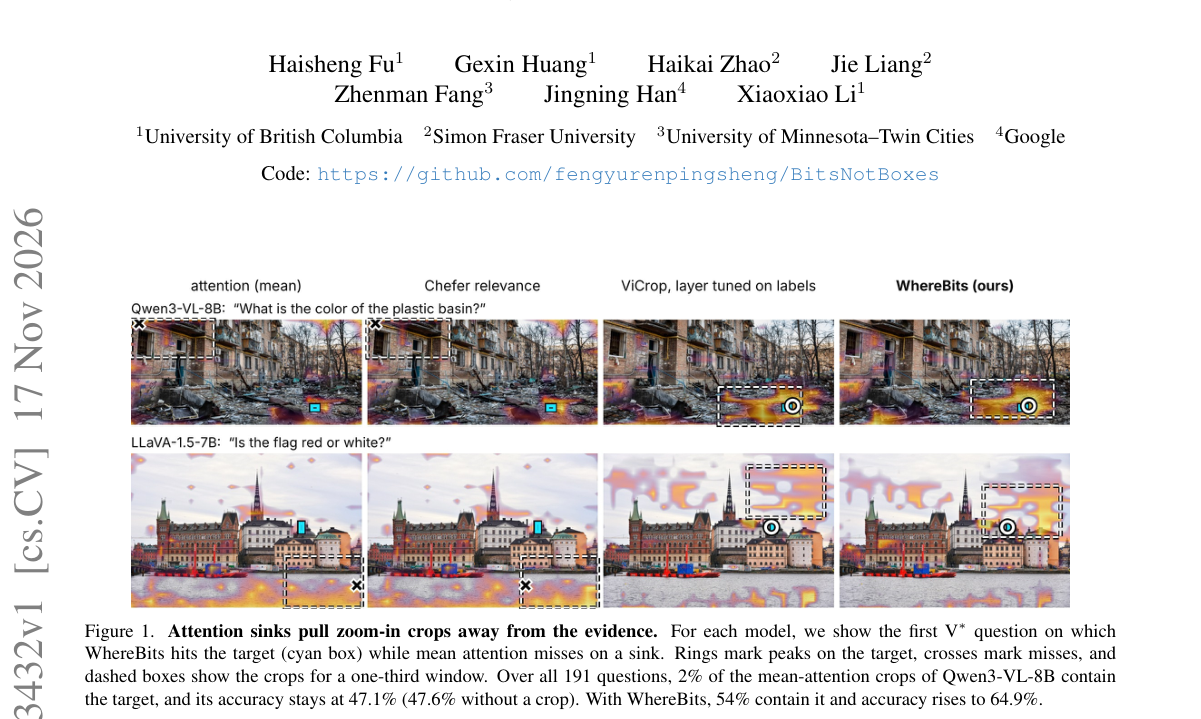 Haisheng Fu¹ Gexin Huang¹ Haikai Zhao² Jie Liang²
Zhenman Fang³ Jingning Han⁴ Xiaoxiao Li¹
¹University of British Columbia ²Simon Fraser University ³University of Minnesota–Twin Cities ⁴Google
Code: https://github.com/fengyurenpingsheng/BitsNotBoxes
3432v1 [cs.CV] 17 Nov 2026
attention (mean) Chefer relevance ViCrop, layer tuned on labels WhereBits (ours)
Qwen3-VL-8B: “What is the color of the plastic basin?”
LLaVA-1.5-7B: “Is the flag red or white?”
Figure 1. Attention sinks pull zoom-in crops away from the evidence. For each model, we show the first V* question on which
WhereBits hits the target (cyan box) while mean attention misses on a sink. Rings mark peaks on the target, crosses mark misses, and
dashed boxes show the crops for a one-third window. Over all 191 questions, 2% of the mean-attention crops of Qwen3-VL-8B contain
the target, and its accuracy stays at 47.1% (47.6% without a crop). With WhereBits, 54% contain it and accuracy rises to 64.9%.